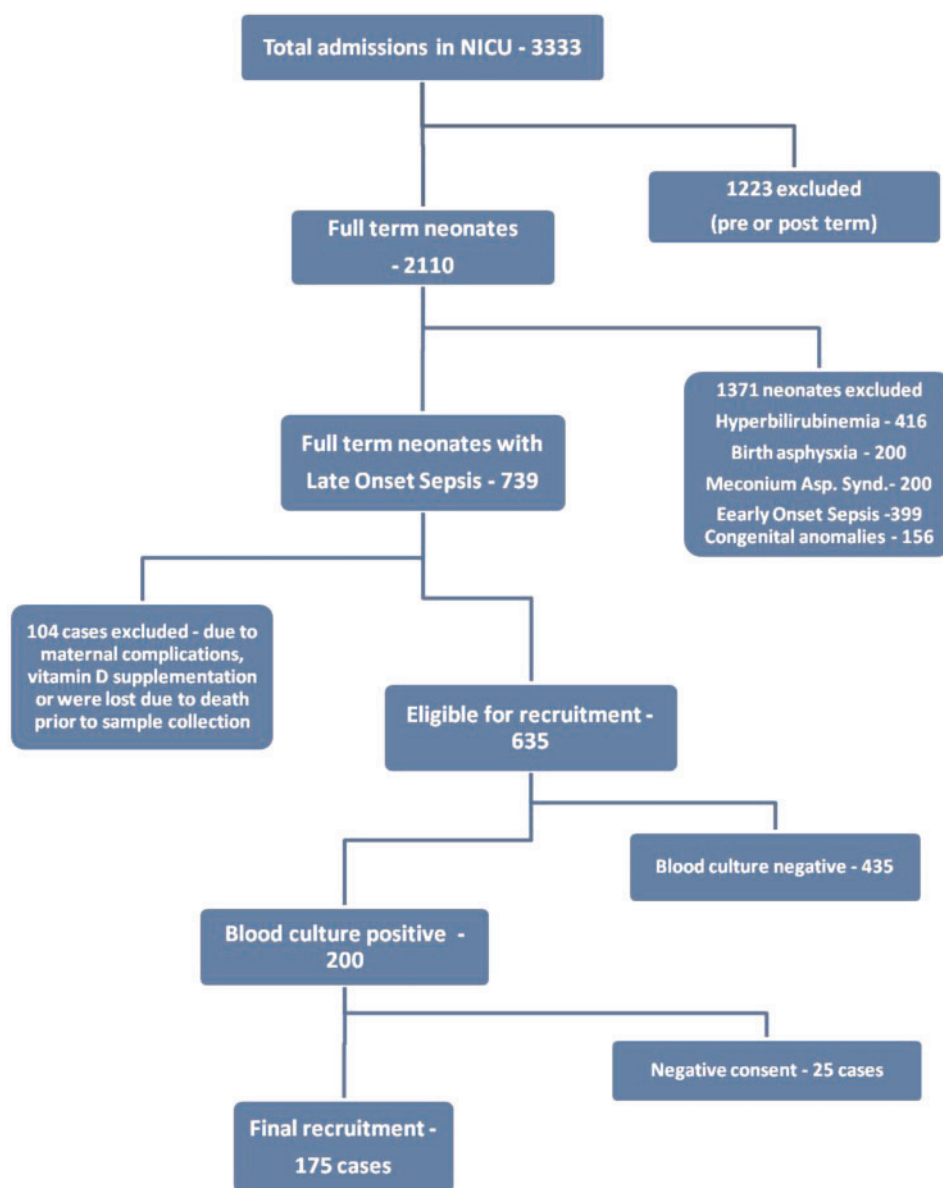 Total admissions in NICU - 3333
1223 excluded
(pre or post term)
Full term neonates
- 2110
1371 neonates excluded
Hyperbilirubinemia - 416
Birth asphysxia - 200
Meconium Asp. Synd.- 200
Eearly Onset Sepsis -399
Congenital anomalies - 156
Full term neonates with
Late Onset Sepsis - 739
104 cases excluded - due to
maternal complications,
vitamin D supplementation
or were lost due to death
prior to sample collection
Eligible for recruitment -
635
Blood culture negative - 435
Blood culture positive -
200
Negative consent - 25 cases
Final recruitment -
175 cases